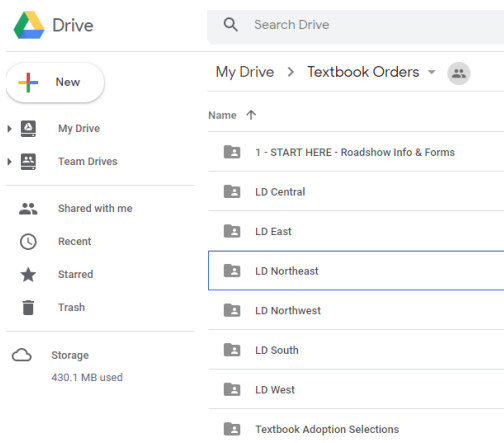 Drive
Search Drive
New
My Drive
Team Drives
Shared with me
Recent
Starred
Trash
Storage
430.1 MB used
My Drive > Textbook Orders
Name
1 - START HERE - Roadshow Info & Forms
LD Central
LD East
LD Northeast
LD Northwest
LD South
LD West
Textbook Adoption Selections